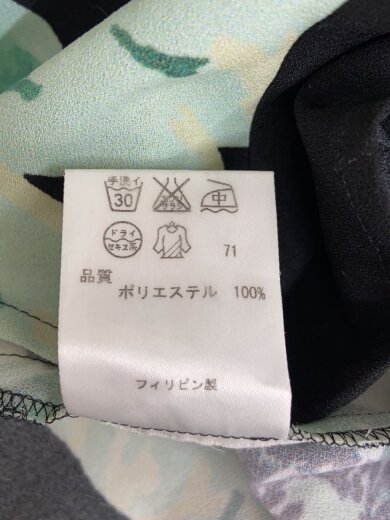 手洗イ
30
中
ドライ
セキユ系
71
品質
ポリエステル 100%
フィリピン製